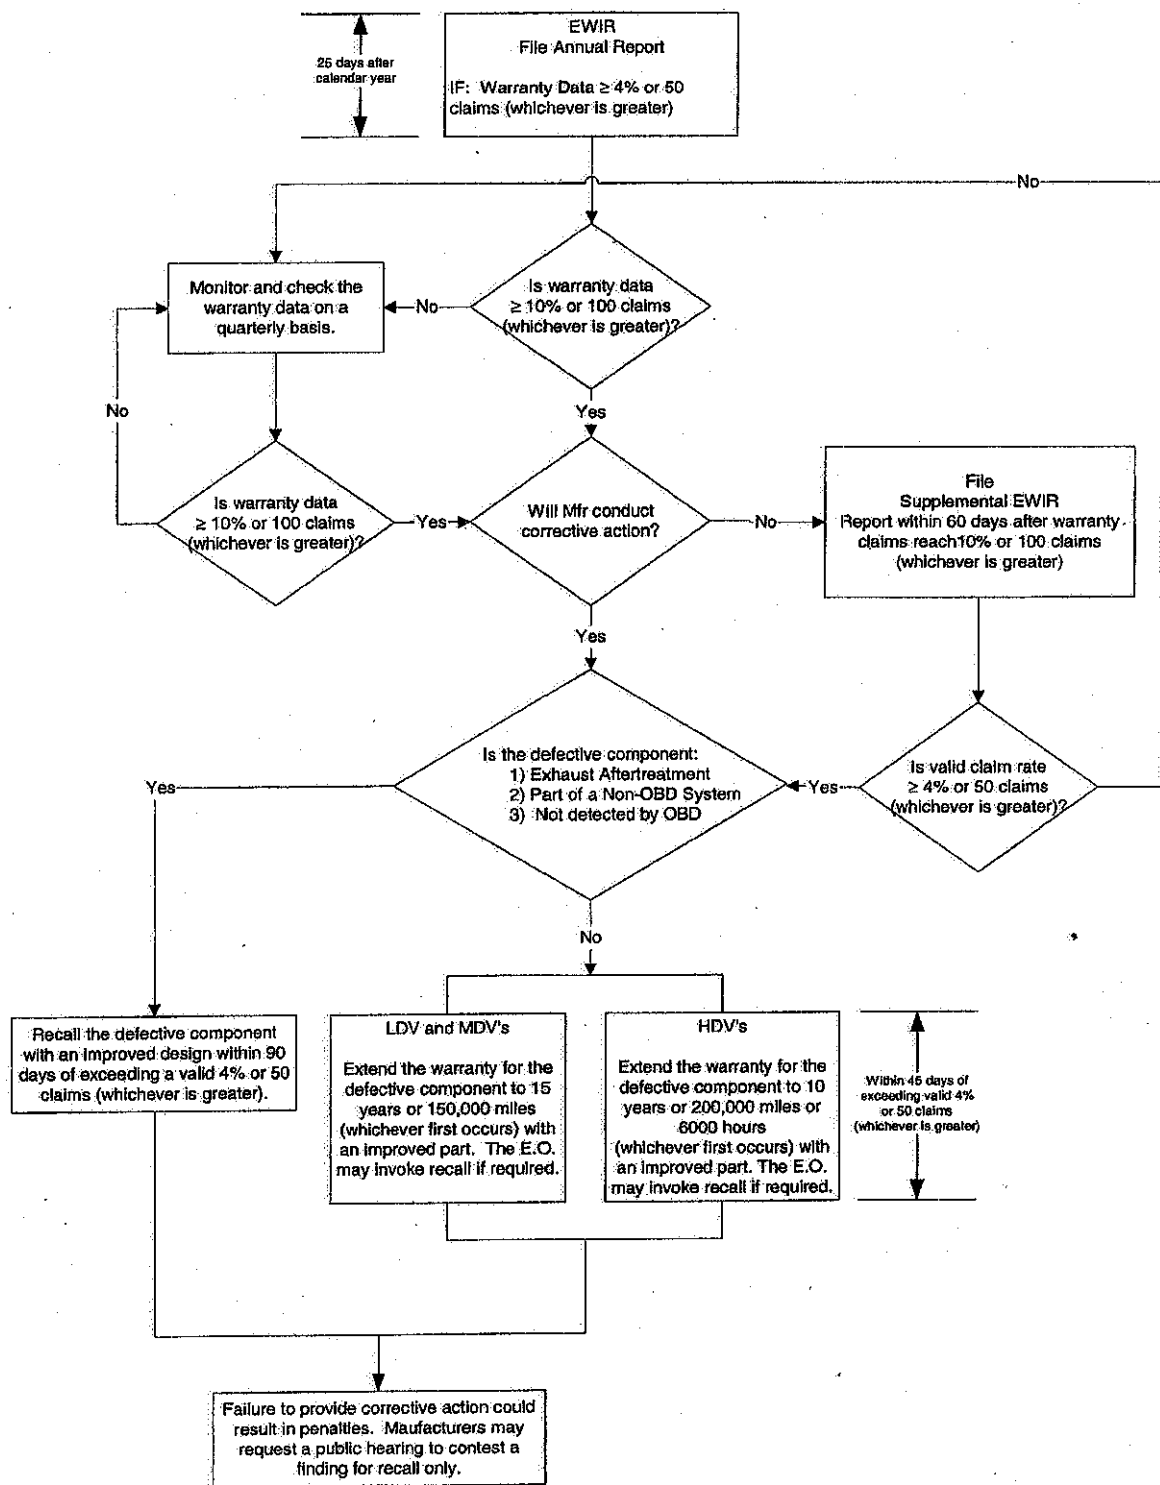 EWIR
File Annual Report
IF: Warranty Data ≥ 4% or 50
claims (whichever is greater)
25 days after
calendar year
No
Monitor and check the
warranty data on a
quarterly basis.
No
Is warranty data
≥ 10% or 100 claims
(whichever is greater)?
No
Yes
Is warranty data
≥ 10% or 100 claims
(whichever is greater)?
Yes
Will Mfr conduct
corrective action?
No
File
Supplemental EWIR
Report within 60 days after warranty
claims reach10% or 100 claims
(whichever is greater)
Yes
Yes
Is the defective component:
1) Exhaust Aftertreatment
2) Part of a Non-OBD System
3) Not detected by OBD
Yes
Is valid claim rate
≥ 4% or 50 claims
(whichever is greater)?
No
Recall the defective component
with an improved design within 90
days of exceeding a valid 4% or 50
claims (whichever is greater).
LDV and MDV's
Extend the warranty for the
defective component to 15
years or 150,000 miles
(whichever first occurs) with
an improved part. The E.O.
may invoke recall if required.
HDV's
Extend the warranty for the
defective component to 10
years or 200,000 miles or
6000 hours
(whichever first occurs) with
an improved part. The E.O.
may invoke recall if required.
Within 45 days of
exceeding valid 4%
or 50 claims
(whichever is greater)
Failure to provide corrective action could
result in penalties. Maufacturers may
request a public hearing to contest a
finding for recall only.